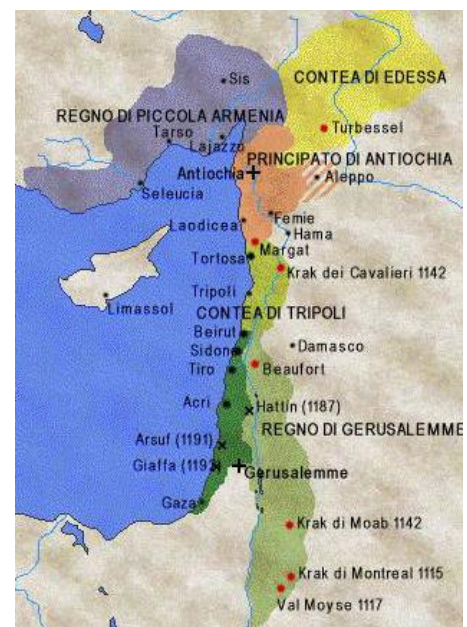 Sis
CONTEA DI EDESSA
REGNO DI PICCOLA ARMENIA
Turbessel
Tarso
Lajazzo
PRINCIPATO DI ANTIOCHIA
Antiochia
Aleppo
Seleucia
Femie
Laodicea
Hama
Margat
Tortosa
Krak dei Cavalieri 1142
Tripoli
Limassol
CONTEA DI TRIPOLI
Beirut
Sidone
Damasco
Tiro
Beaufort
Acri
Hattin (1187)
REGNO DI GERUSALEMME
Arsuf (1191)
Giaffa (1192)
Gerusalemme
Gaza
Krak di Moab 1142
Krak di Montreal 1115
Val Moyse 1117